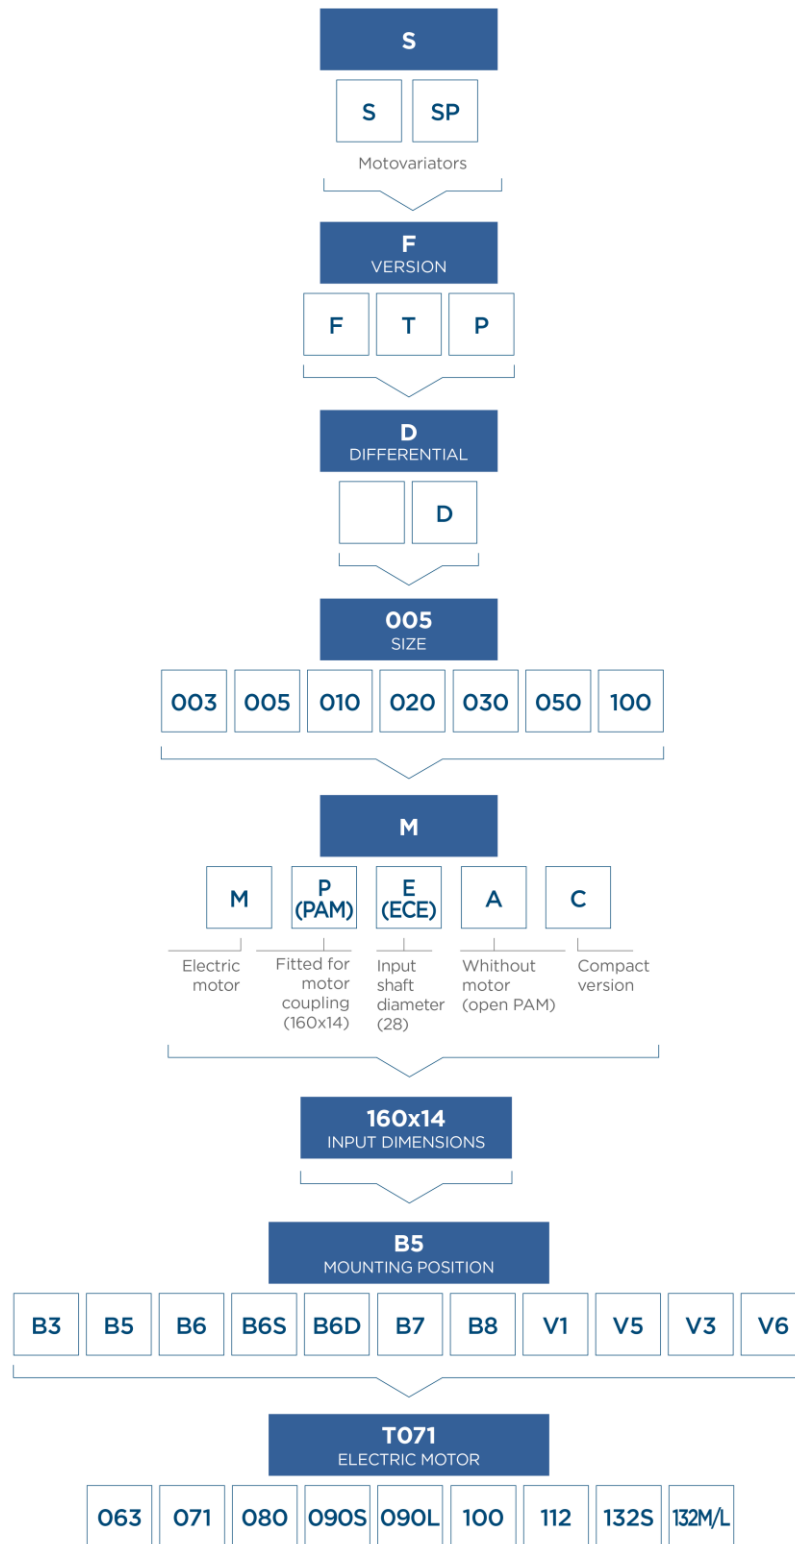 S
S SP
Motovariators
F
VERSION
F T P
D
DIFFERENTIAL
D
005
SIZE
003 005 010 020 030 050 100
M
M P (PAM) E (ECE) A C
Electric motor
Fitted for motor coupling (160x14)
Input shaft diameter (28)
Whithout motor (open PAM)
Compact version
160x14
INPUT DIMENSIONS
B5
MOUNTING POSITION
B3 B5 B6 B6S B6D B7 B8 V1 V5 V3 V6
T071
ELECTRIC MOTOR
063 071 080 090S 090L 100 112 132S 132M/L